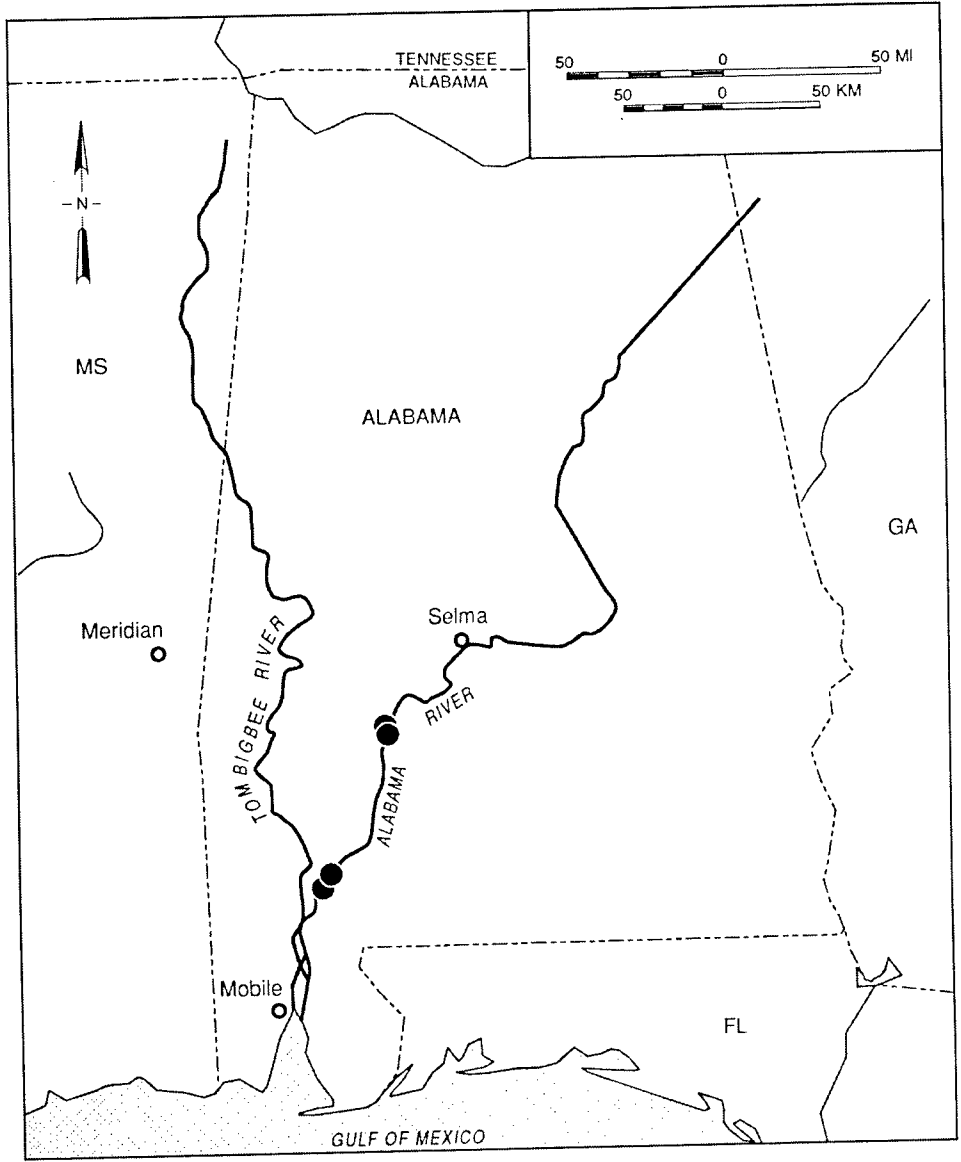 TENNESSEE
ALABAMA
50 0 50 MI
50 0 50 KM
-N-
MS
ALABAMA
GA
Meridian
Selma
TOMBIGBEE RIVER
ALABAMA RIVER
Mobile
FL
GULF OF MEXICO